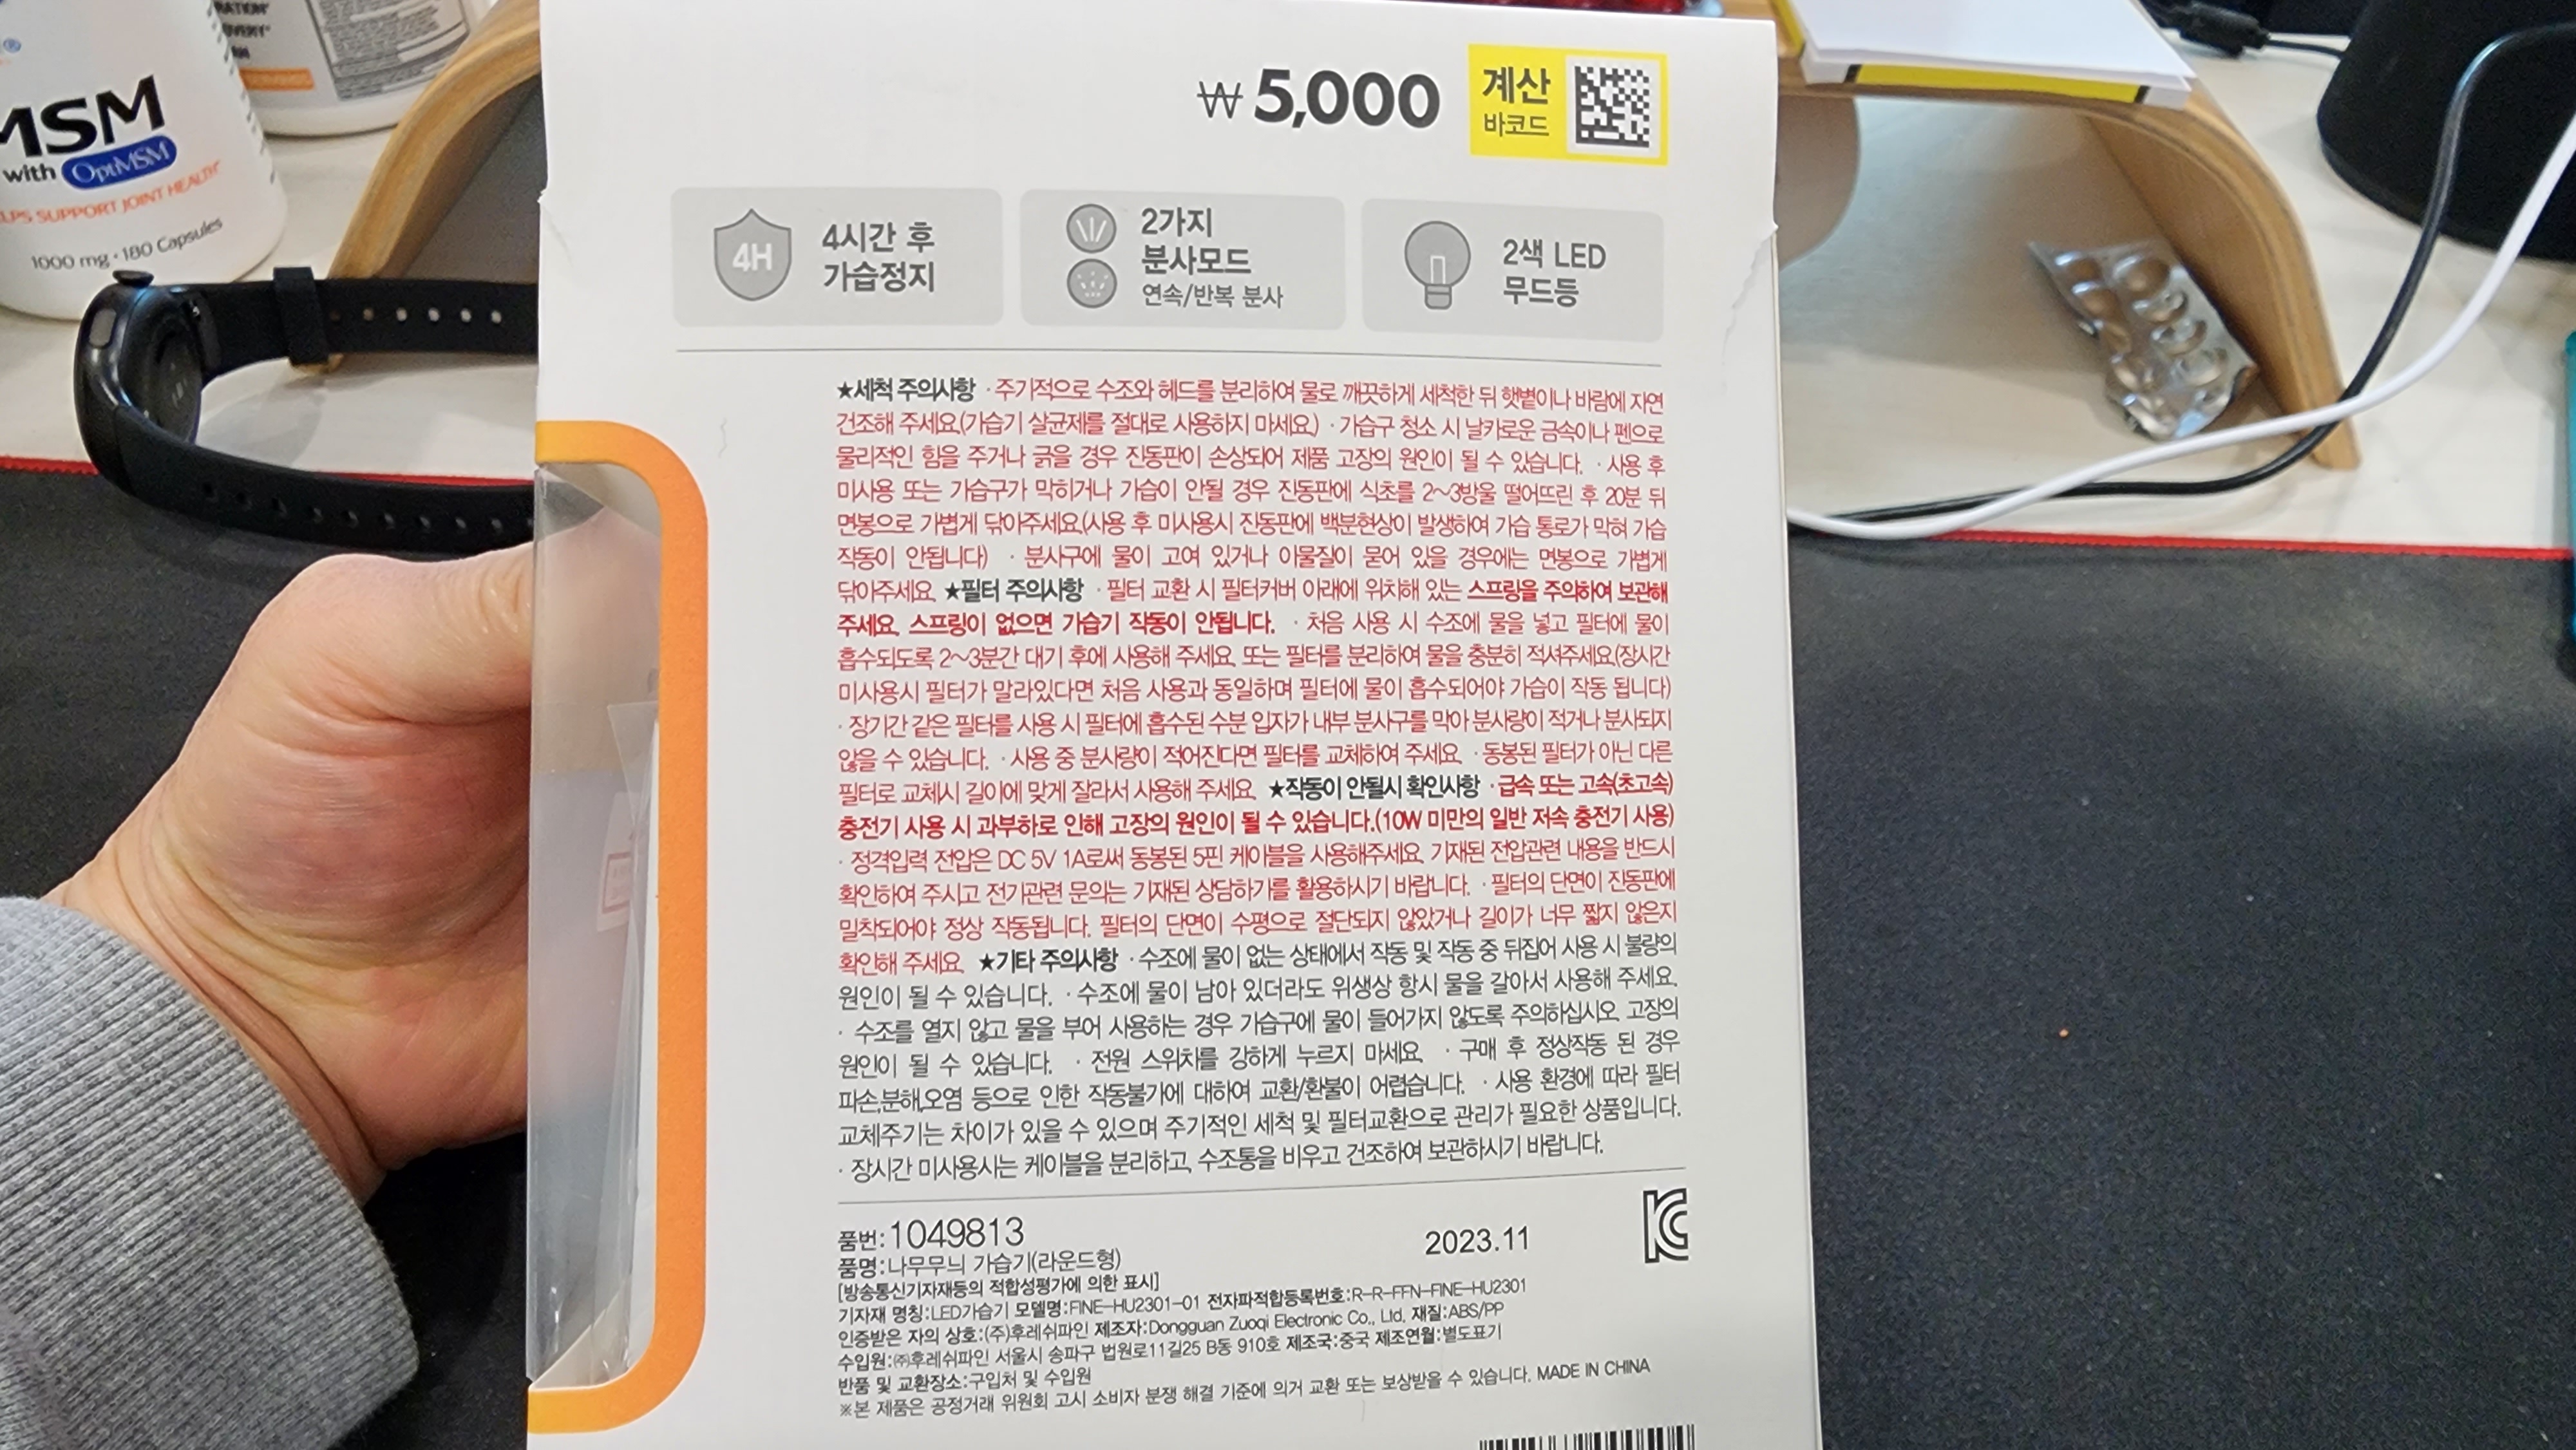 RATION*
OVERY*
MSM
with OptiMSM
HELPS SUPPORT JOINT HEALTH*
1000 mg · 180 Capsules
₩5,000
계산
바코드
4H
4시간 후
가습정지
2가지
분사모드
연속/반복 분사
2색 LED
무드등
★세척 주의사항 · 주기적으로 수조와 헤드를 분리하여 물로 깨끗하게 세척한 뒤 햇볕이나 바람에 자연
건조해 주세요.(가습기 살균제를 절대로 사용하지 마세요.) · 가습구 청소 시 날카로운 금속이나 펜으로
물리적인 힘을 주거나 긁을 경우 진동판이 손상되어 제품 고장의 원인이 될 수 있습니다. · 사용 후
미사용 또는 가습구가 막히거나 가습이 안될 경우 진동판에 식초를 2~3방울 떨어뜨린 후 20분 뒤
면봉으로 가볍게 닦아주세요.(사용 후 미사용시 진동판에 백분현상이 발생하여 가습 통로가 막혀 가습
작동이 안됩니다) · 분사구에 물이 고여 있거나 이물질이 묻어 있을 경우에는 면봉으로 가볍게
닦아주세요. ★필터 주의사항 · 필터 교환 시 필터커버 아래에 위치해 있는 스프링을 주의하여 보관해
주세요. 스프링이 없으면 가습기 작동이 안됩니다. · 처음 사용 시 수조에 물을 넣고 필터에 물이
흡수되도록 2~3분간 대기 후에 사용해 주세요. 또는 필터를 분리하여 물을 충분히 적셔주세요.(장시간
미사용시 필터가 말라있다면 처음 사용과 동일하며 필터에 물이 흡수되어야 가습이 작동 됩니다)
· 장기간 같은 필터를 사용 시 필터에 흡수된 수분 입자가 내부 분사구를 막아 분사량이 적거나 분사되지
않을 수 있습니다. · 사용 중 분사량이 적어진다면 필터를 교체하여 주세요. · 동봉된 필터가 아닌 다른
필터로 교체시 길이에 맞게 잘라서 사용해 주세요. ★작동이 안될시 확인사항 · 급속 또는 고속(초고속)
충전기 사용 시 과부하로 인해 고장의 원인이 될 수 있습니다.(10W 미만의 일반 저속 충전기 사용)
· 정격입력 전압은 DC 5V 1A로써 동봉된 5핀 케이블을 사용해주세요. 기재된 전압관련 내용을 반드시
확인하여 주시고 전기관련 문의는 기재된 상담하기를 활용하시기 바랍니다. · 필터의 단면이 진동판에
밀착되어야 정상 작동됩니다. 필터의 단면이 수평으로 절단되지 않았거나 길이가 너무 짧지 않은지
확인해 주세요. ★기타 주의사항 · 수조에 물이 없는 상태에서 작동 및 작동 중 뒤집어 사용 시 불량의
원인이 될 수 있습니다. · 수조에 물이 남아 있더라도 위생상 항시 물을 갈아서 사용해 주세요.
· 수조를 열지 않고 물을 부어 사용하는 경우 가습구에 물이 들어가지 않도록 주의하십시오. 고장의
원인이 될 수 있습니다. · 전원 스위치를 강하게 누르지 마세요. · 구매 후 정상작동 된 경우
파손,분해,오염 등으로 인한 작동불가에 대하여 교환/환불이 어렵습니다. · 사용 환경에 따라 필터
교체주기는 차이가 있을 수 있으며 주기적인 세척 및 필터교환으로 관리가 필요한 상품입니다.
· 장시간 미사용시는 케이블을 분리하고, 수조통을 비우고 건조하여 보관하시기 바랍니다.
품번:1049813
2023.11
품명:나무무늬 가습기(라운드형)
[방송통신기자재등의 적합성평가에 의한 표시]
기자재 명칭:LED가습기 모델명:FINE-HU2301-01 전자파적합등록번호:R-R-FFN-FINE-HU2301
인증받은 자의 상호:(주)후레쉬파인 제조자:Dongguan Zuoqi Electronic Co., Ltd. 재질:ABS/PP
수입원:㈜후레쉬파인 서울시 송파구 법원로11길25 B동 910호 제조국:중국 제조연월:별도표기
반품 및 교환장소:구입처 및 수입원
※본 제품은 공정거래 위원회 고시 소비자 분쟁 해결 기준에 의거 교환 또는 보상받을 수 있습니다. MADE IN CHINA